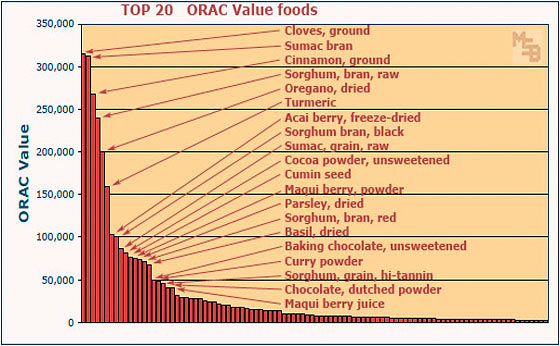 TOP 20 ORAC Value foods
350,000
300,000
250,000
200,000
150,000
100,000
50,000
0
ORAC Value
Cloves, ground
Sumac bran
Cinnamon, ground
Sorghum, bran, raw
Oregano, dried
Turmeric
Acai berry, freeze-dried
Sorghum bran, black
Sumac, grain, raw
Cocoa powder, unsweetened
Cumin seed
Maqui berry, powder
Parsley, dried
Sorghum, bran, red
Basil, dried
Baking chocolate, unsweetened
Curry powder
Sorghum, grain, hi-tannin
Chocolate, dutched powder
Maqui berry juice